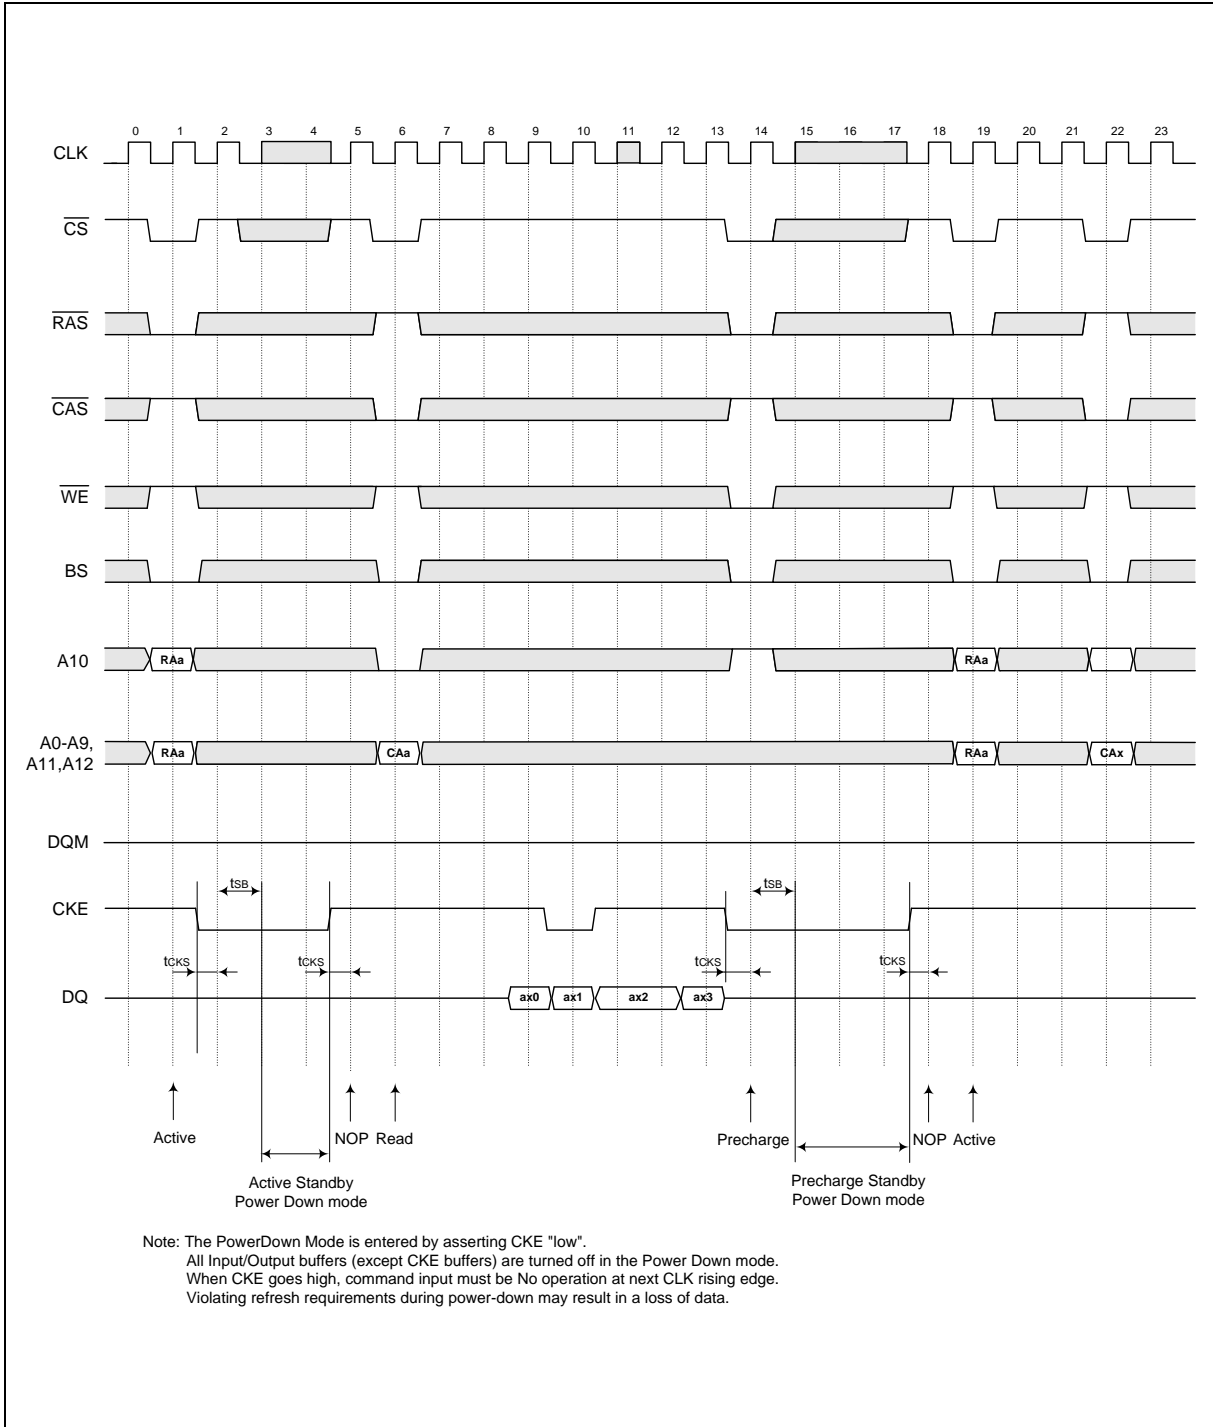 0 1 2 3 4 5 6 7 8 9 10 11 12 13 14 15 16 17 18 19 20 21 22 23
CLK
CS
RAS
CAS
WE
BS
A10 RAa RAa
A0-A9,
A11,A12 RAa CAa RAa CAx
DQM
tSB tSB
CKE
tCKS tCKS tCKS tCKS
DQ ax0 ax1 ax2 ax3
Active NOP Read Precharge NOP Active
Active Standby
Power Down mode
Precharge Standby
Power Down mode
Note: The PowerDown Mode is entered by asserting CKE "low".
All Input/Output buffers (except CKE buffers) are turned off in the Power Down mode.
When CKE goes high, command input must be No operation at next CLK rising edge.
Violating refresh requirements during power-down may result in a loss of data.